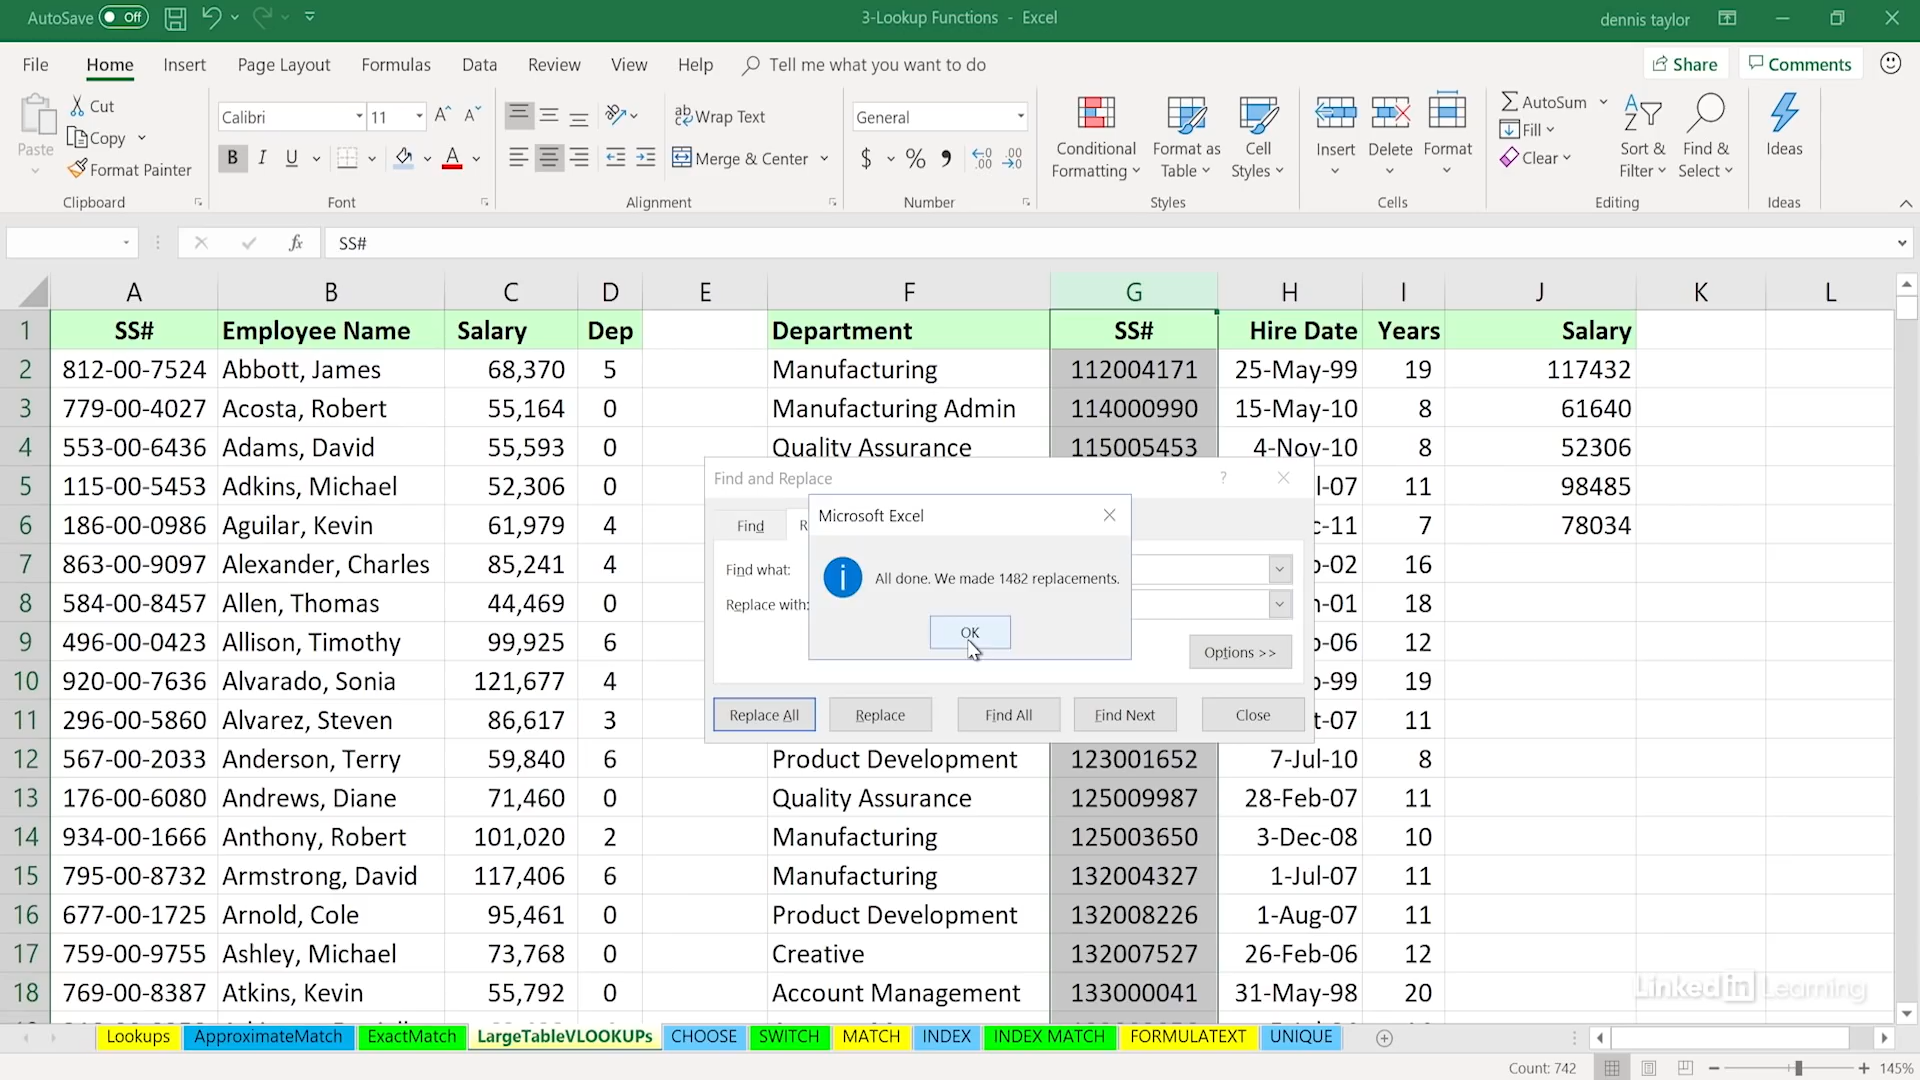 AutoSave Off 3-Lookup Functions - Excel dennis taylor
File Home Insert Page Layout Formulas Data Review View Help Tell me what you want to do Share Comments
Paste Cut Copy Format Painter Clipboard
Calibri 11 B I U A Font
ab Wrap Text Merge & Center Alignment
General $ % , Number
Conditional Formatting Format as Table Cell Styles Styles
Insert Delete Format Cells
AutoSum Fill Clear Sort & Filter Find & Select Editing
Ideas Ideas
fx SS#
A B C D E F G H I J K L
1 SS# Employee Name Salary Dep Department SS# Hire Date Years Salary
2 812-00-7524 Abbott, James 68,370 5 Manufacturing 112004171 25-May-99 19 117432
3 779-00-4027 Acosta, Robert 55,164 0 Manufacturing Admin 114000990 15-May-10 8 61640
4 553-00-6436 Adams, David 55,593 0 Quality Assurance 115005453 4-Nov-10 8 52306
5 115-00-5453 Adkins, Michael 52,306 0 l-07 11 98485
6 186-00-0986 Aguilar, Kevin 61,979 4 c-11 7 78034
7 863-00-9097 Alexander, Charles 85,241 4 -02 16
8 584-00-8457 Allen, Thomas 44,469 0 -01 18
9 496-00-0423 Allison, Timothy 99,925 6 -06 12
10 920-00-7636 Alvarado, Sonia 121,677 4 -99 19
11 296-00-5860 Alvarez, Steven 86,617 3 t-07 11
12 567-00-2033 Anderson, Terry 59,840 6 Product Development 123001652 7-Jul-10 8
13 176-00-6080 Andrews, Diane 71,460 0 Quality Assurance 125009987 28-Feb-07 11
14 934-00-1666 Anthony, Robert 101,020 2 Manufacturing 125003650 3-Dec-08 10
15 795-00-8732 Armstrong, David 117,406 6 Manufacturing 132004327 1-Jul-07 11
16 677-00-1725 Arnold, Cole 95,461 0 Product Development 132008226 1-Aug-07 11
17 759-00-9755 Ashley, Michael 73,768 0 Creative 132007527 26-Feb-06 12
18 769-00-8387 Atkins, Kevin 55,792 0 Account Management 133000041 31-May-98 20
Find and Replace ?
Find R
Find what:
Replace with:
Options >>
Replace All Replace Find All Find Next Close
Microsoft Excel
All done. We made 1482 replacements.
OK
Linked in Learning
Lookups ApproximateMatch ExactMatch LargeTableVLOOKUPs CHOOSE SWITCH MATCH INDEX INDEX MATCH FORMULATEXT UNIQUE
Count: 742 145%